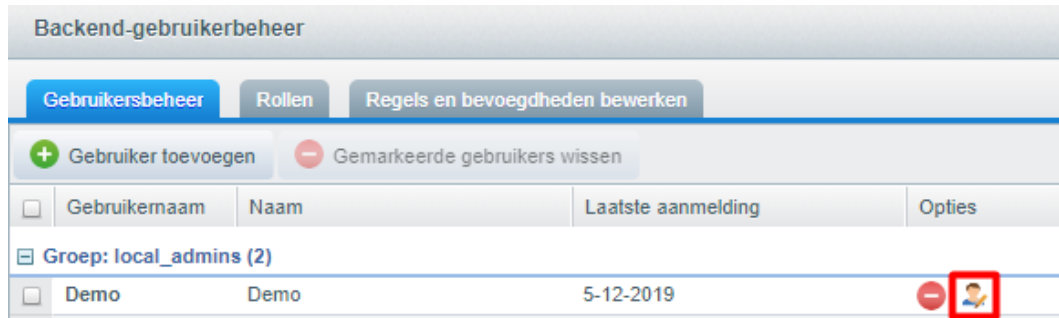 Backend-gebruikerbeheer
Gebruikersbeheer Rollen Regels en bevoegdheden bewerken
Gebruiker toevoegen Gemarkeerde gebruikers wissen
Gebruikernaam Naam Laatste aanmelding Opties
Groep: local_admins (2)
Demo Demo 5-12-2019